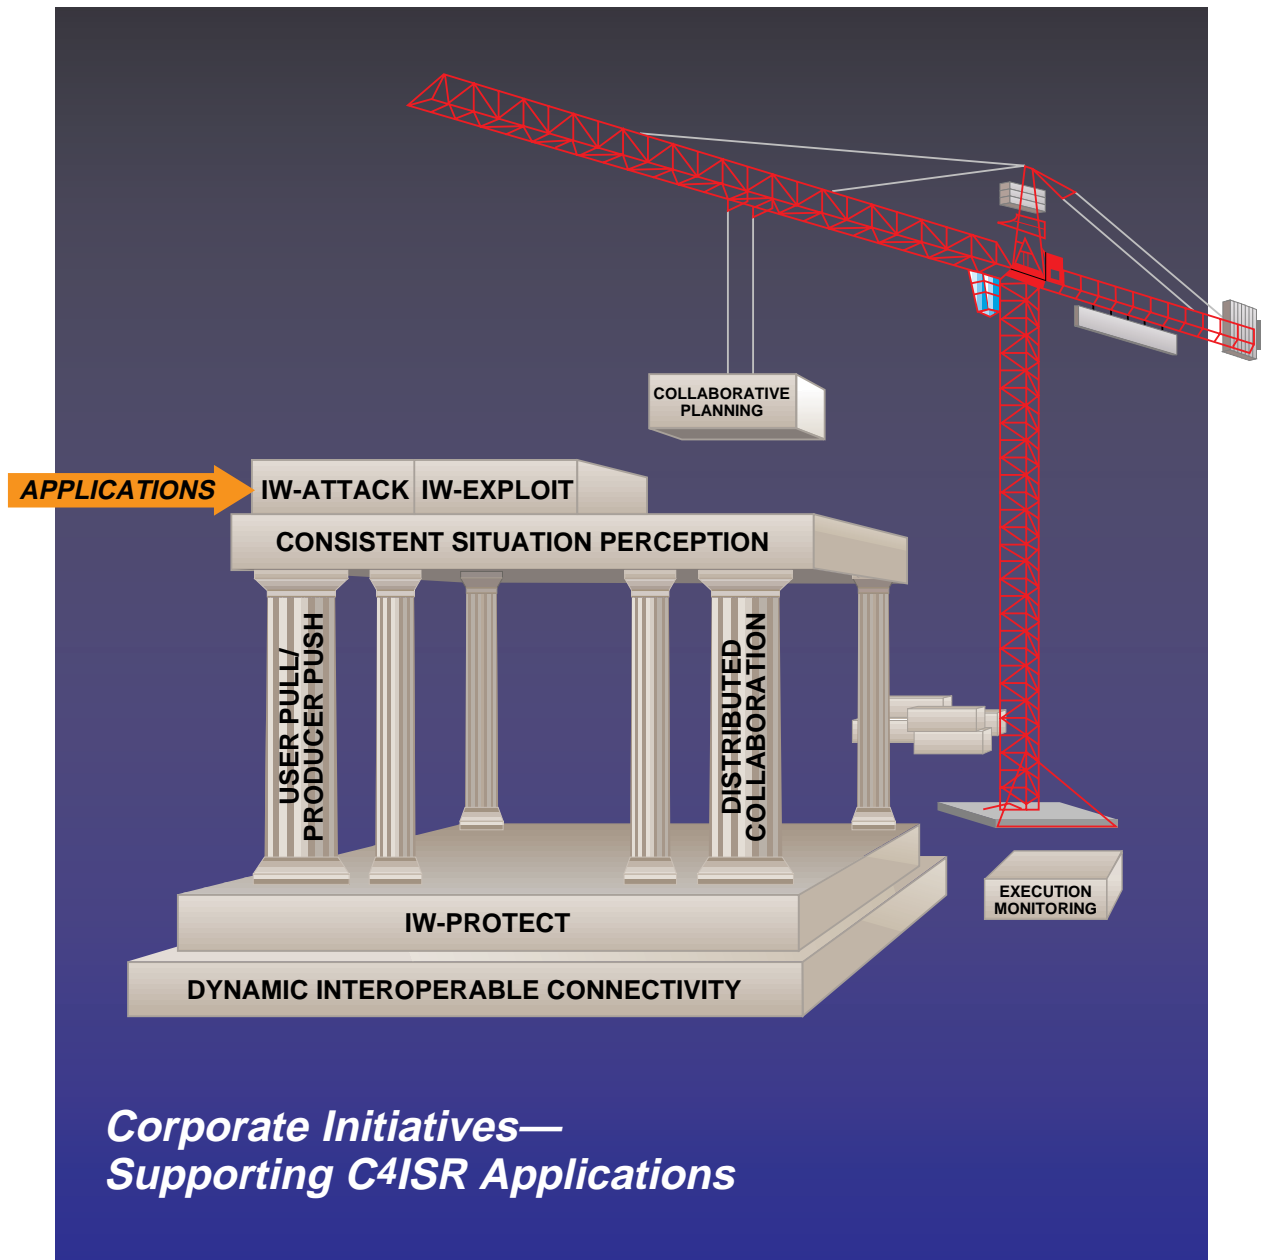 COLLABORATIVE
PLANNING
APPLICATIONS
IW-ATTACK
IW-EXPLOIT
CONSISTENT SITUATION PERCEPTION
USER PULL/
PRODUCER PUSH
DISTRIBUTED
COLLABORATION
EXECUTION
MONITORING
IW-PROTECT
DYNAMIC INTEROPERABLE CONNECTIVITY
Corporate Initiatives—
Supporting C4ISR Applications